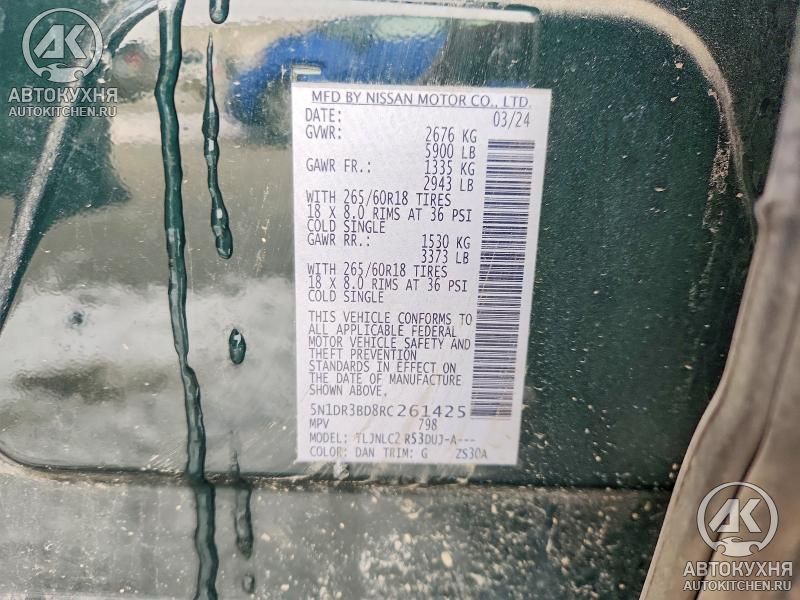 АК
АВТОКУХНЯ
AUTOKITCHEN.RU
MFD BY NISSAN MOTOR CO., LTD.
DATE: 03/24
GVWR: 2676 KG
5900 LB
GAWR FR.: 1335 KG
2943 LB
WITH 265/60R18 TIRES
18 X 8.0 RIMS AT 36 PSI
COLD SINGLE
GAWR RR.: 1530 KG
3373 LB
WITH 265/60R18 TIRES
18 X 8.0 RIMS AT 36 PSI
COLD SINGLE
THIS VEHICLE CONFORMS TO
ALL APPLICABLE FEDERAL
MOTOR VEHICLE SAFETY AND
THEFT PREVENTION
STANDARDS IN EFFECT ON
THE DATE OF MANUFACTURE
SHOWN ABOVE.
5N1DR3BD8RC261425
MPV 798
MODEL: TLJNLC2 R53DUJ-A---
COLOR: DAN TRIM: G ZS30A
АК
АВТОКУХНЯ
AUTOKITCHEN.RU